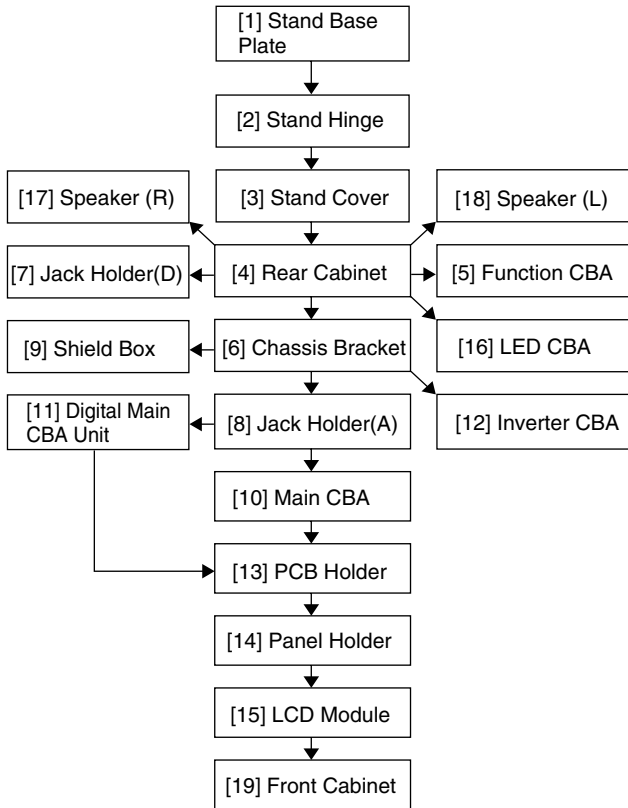 [1] Stand Base
Plate
[2] Stand Hinge
[17] Speaker (R)
[3] Stand Cover
[18] Speaker (L)
[7] Jack Holder(D)
[4] Rear Cabinet
[5] Function CBA
[9] Shield Box
[6] Chassis Bracket
[16] LED CBA
[11] Digital Main
CBA Unit
[8] Jack Holder(A)
[12] Inverter CBA
[10] Main CBA
[13] PCB Holder
[14] Panel Holder
[15] LCD Module
[19] Front Cabinet